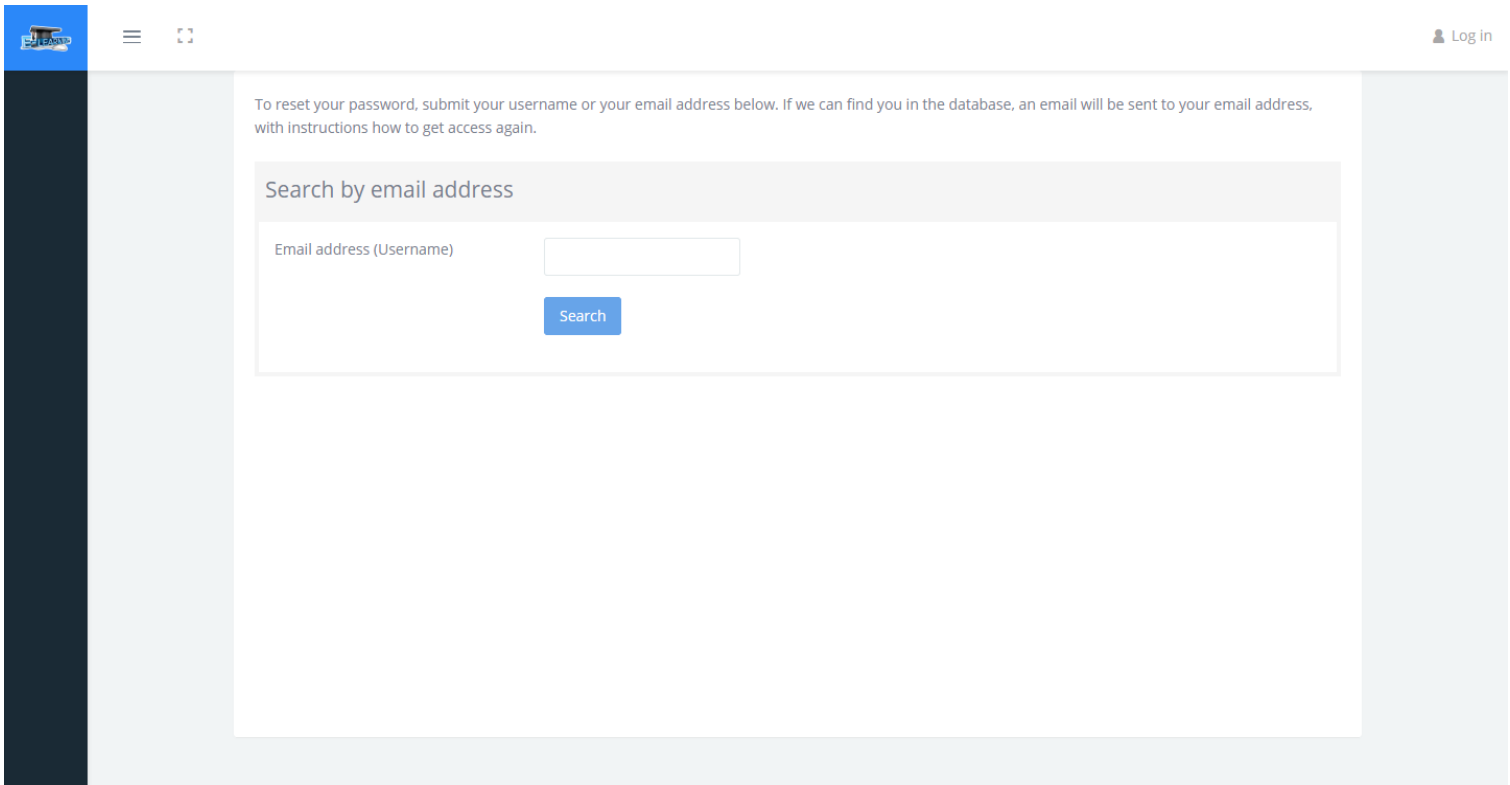 Log in
To reset your password, submit your username or your email address below. If we can find you in the database, an email will be sent to your email address,
with instructions how to get access again.
Search by email address
Email address (Username)
Search